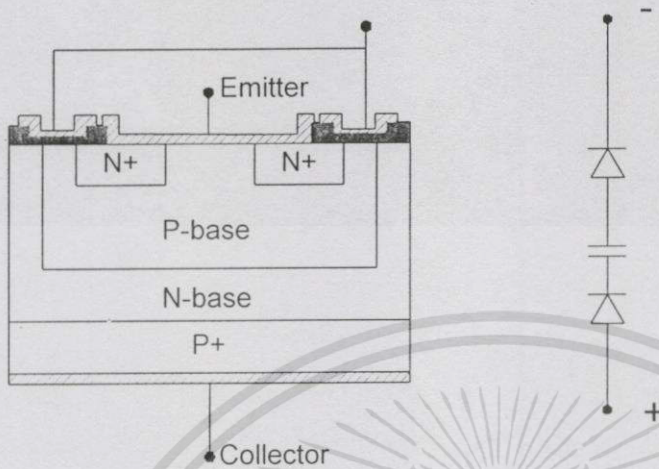 -
Emitter
N+ N+
P-base
N-base
P+
+
Collector